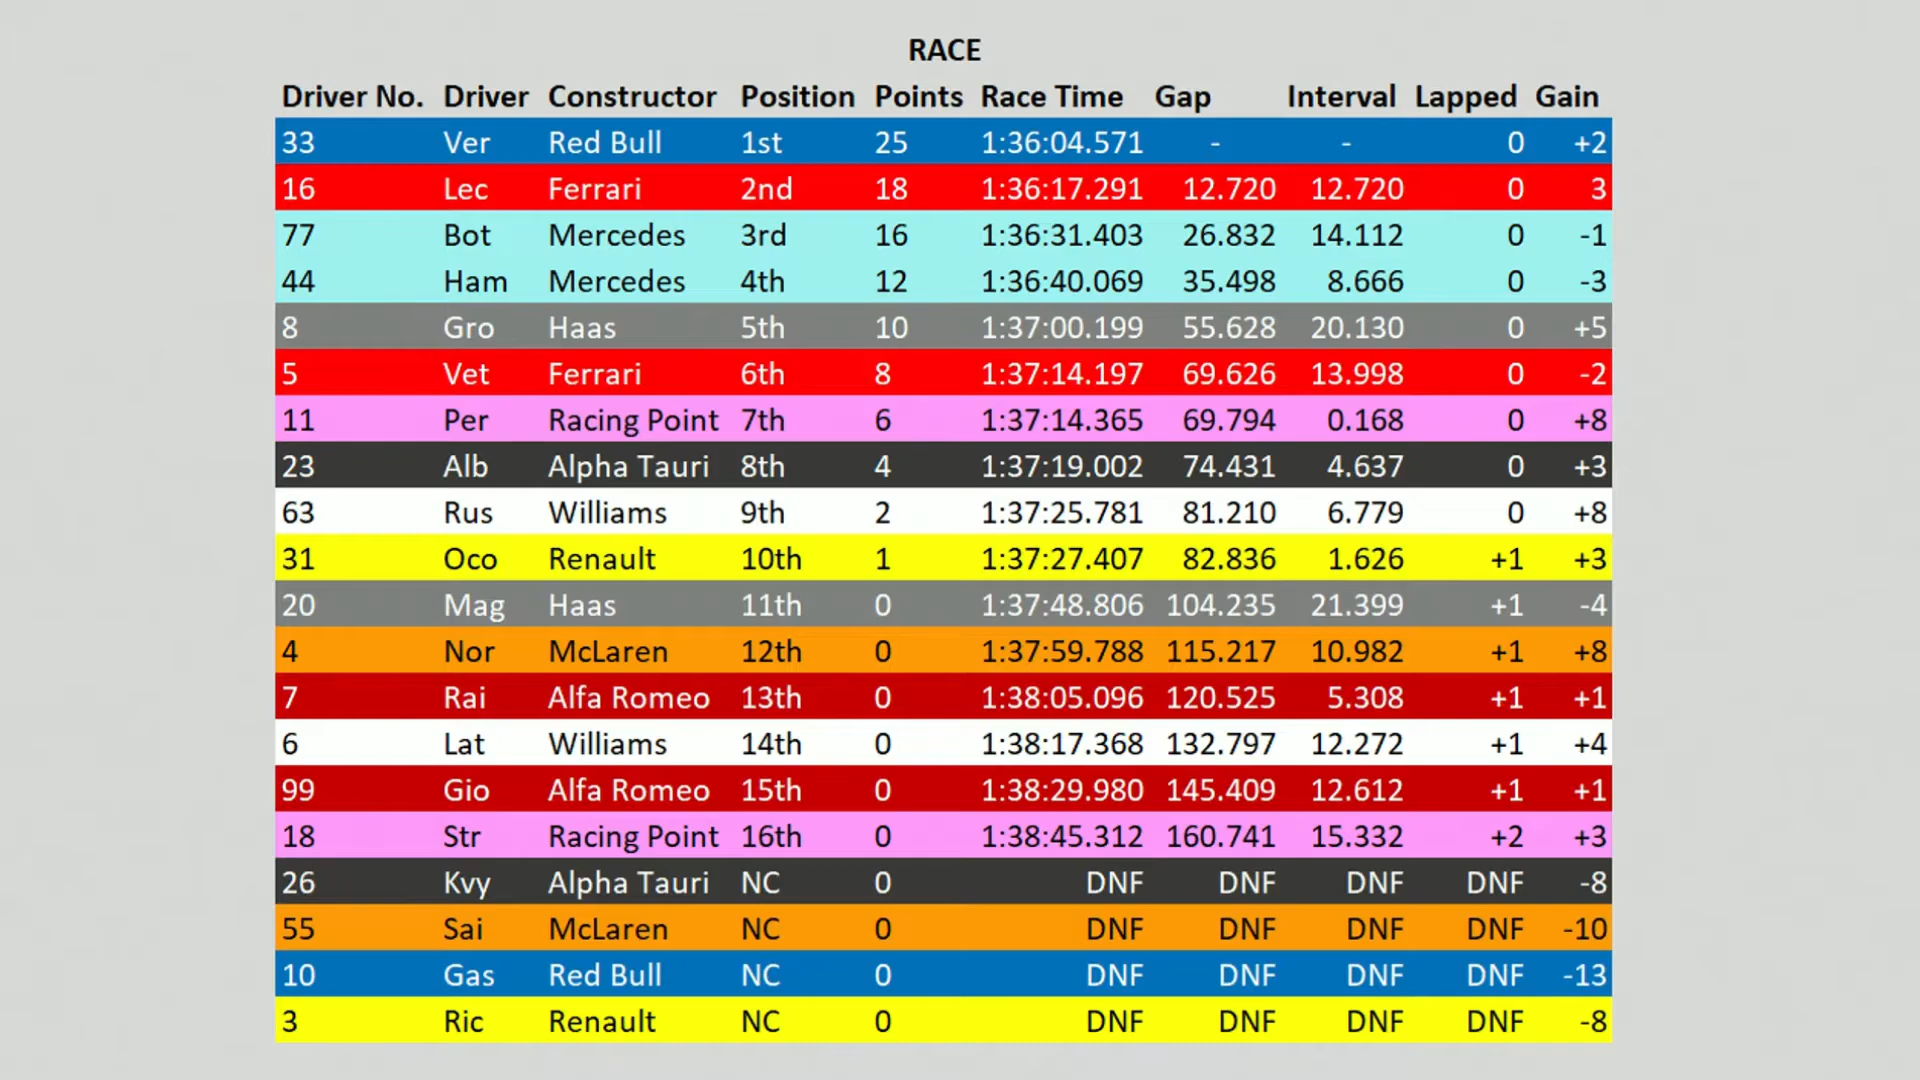 RACE
Driver No. Driver Constructor Position Points Race Time Gap Interval Lapped Gain
33 Ver Red Bull 1st 25 1:36:04.571 - - 0 +2
16 Lec Ferrari 2nd 18 1:36:17.291 12.720 12.720 0 3
77 Bot Mercedes 3rd 16 1:36:31.403 26.832 14.112 0 -1
44 Ham Mercedes 4th 12 1:36:40.069 35.498 8.666 0 -3
8 Gro Haas 5th 10 1:37:00.199 55.628 20.130 0 +5
5 Vet Ferrari 6th 8 1:37:14.197 69.626 13.998 0 -2
11 Per Racing Point 7th 6 1:37:14.365 69.794 0.168 0 +8
23 Alb Alpha Tauri 8th 4 1:37:19.002 74.431 4.637 0 +3
63 Rus Williams 9th 2 1:37:25.781 81.210 6.779 0 +8
31 Oco Renault 10th 1 1:37:27.407 82.836 1.626 +1 +3
20 Mag Haas 11th 0 1:37:48.806 104.235 21.399 +1 -4
4 Nor McLaren 12th 0 1:37:59.788 115.217 10.982 +1 +8
7 Rai Alfa Romeo 13th 0 1:38:05.096 120.525 5.308 +1 +1
6 Lat Williams 14th 0 1:38:17.368 132.797 12.272 +1 +4
99 Gio Alfa Romeo 15th 0 1:38:29.980 145.409 12.612 +1 +1
18 Str Racing Point 16th 0 1:38:45.312 160.741 15.332 +2 +3
26 Kvy Alpha Tauri NC 0 DNF DNF DNF DNF -8
55 Sai McLaren NC 0 DNF DNF DNF DNF -10
10 Gas Red Bull NC 0 DNF DNF DNF DNF -13
3 Ric Renault NC 0 DNF DNF DNF DNF -8